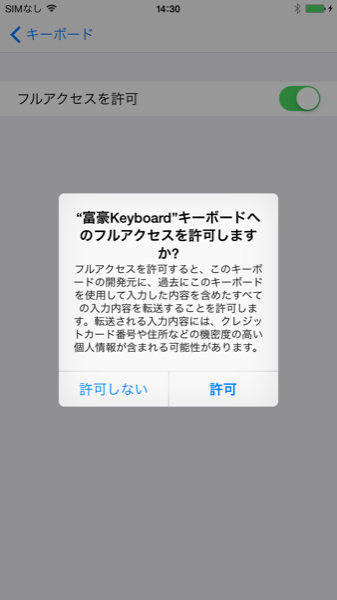 SIMなし 14:30
キーボード
フルアクセスを許可
“富豪Keyboard”キーボードへ
のフルアクセスを許可します
か?
フルアクセスを許可すると、このキーボ
ードの開発元に、過去にこのキーボード
を使用して入力した内容を含めたすべて
の入力内容を転送することを許可しま
す。転送される入力内容には、クレジッ
トカード番号や住所などの機密度の高い
個人情報が含まれる可能性があります。
許可しない 許可